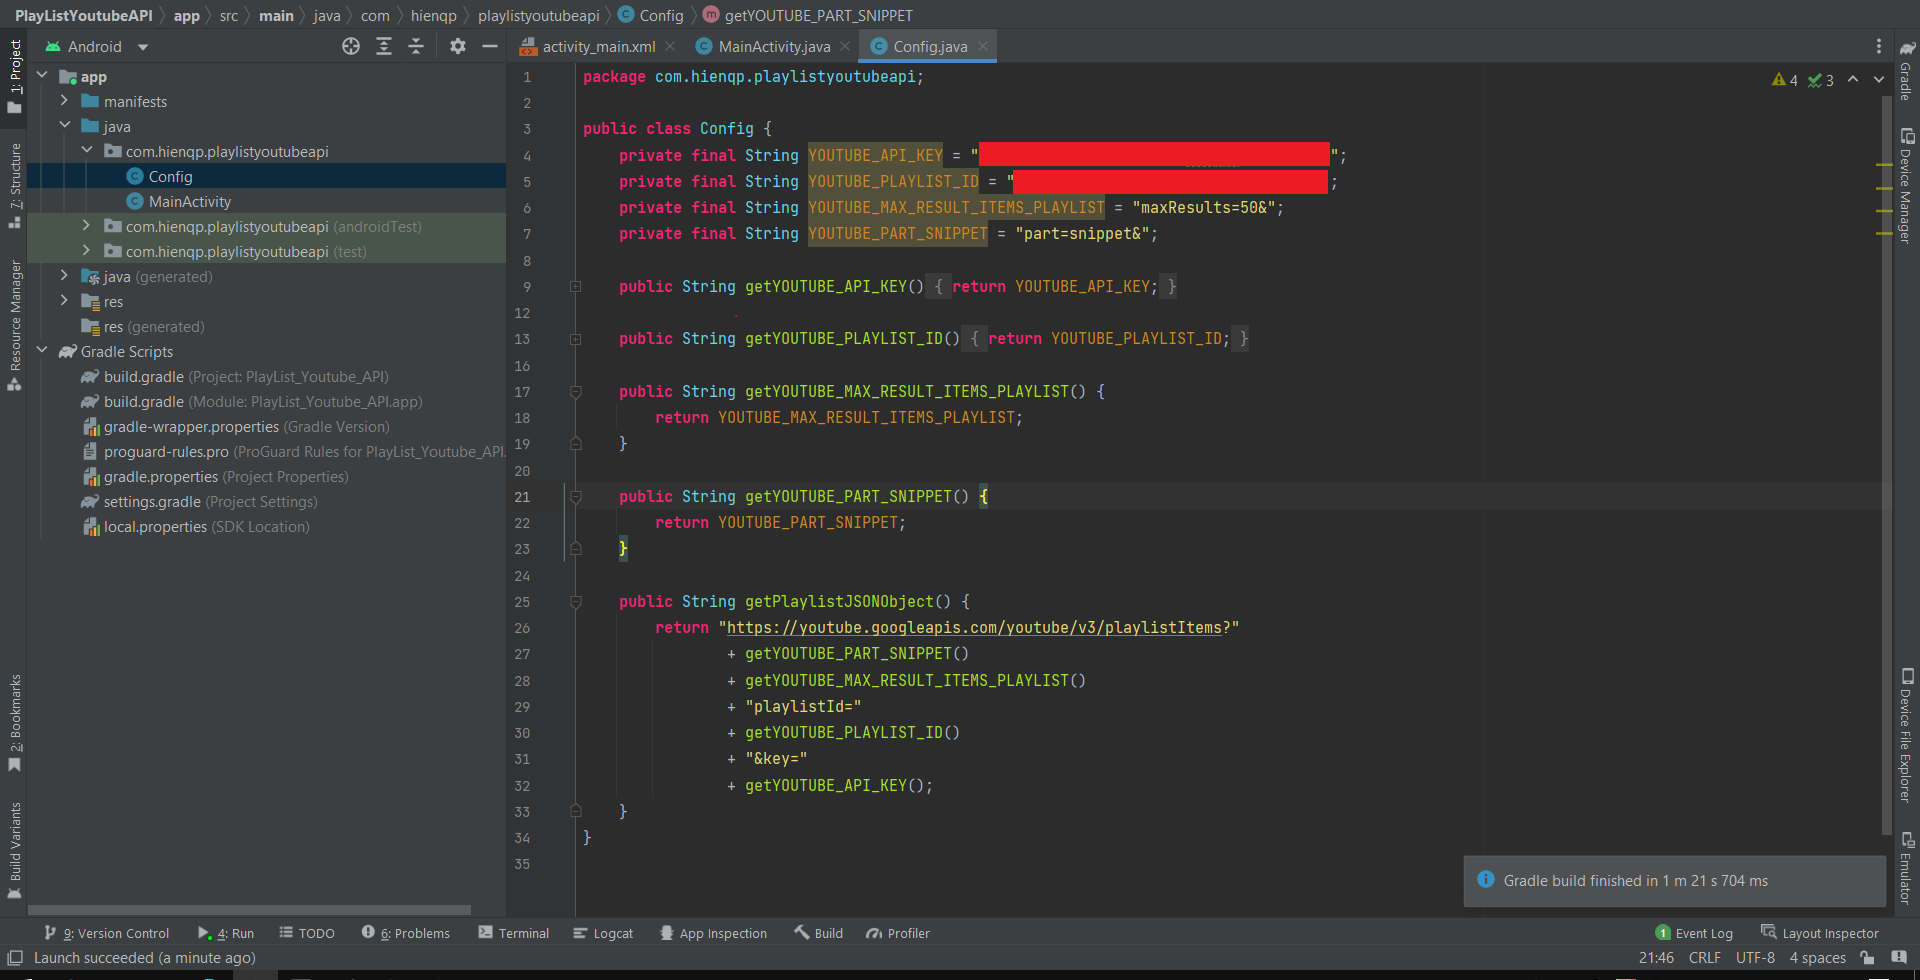 PlayListYoutubeAPI app src main java com hienqp playlistyoutubeapi Config getYOUTUBE_PART_SNIPPET
Android
activity_main.xml MainActivity.java Config.java
1: Project
7: Structure
Resource Manager
2: Bookmarks
Build Variants
app
manifests
java
com.hienqp.playlistyoutubeapi
Config
MainActivity
com.hienqp.playlistyoutubeapi (androidTest)
com.hienqp.playlistyoutubeapi (test)
java (generated)
res
res (generated)
Gradle Scripts
build.gradle (Project: PlayList_Youtube_API)
build.gradle (Module: PlayList_Youtube_API.app)
gradle-wrapper.properties (Gradle Version)
proguard-rules.pro (ProGuard Rules for PlayList_Youtube_API.
gradle.properties (Project Properties)
settings.gradle (Project Settings)
local.properties (SDK Location)
4 3
1 package com.hienqp.playlistyoutubeapi;
2
3 public class Config {
4 private final String YOUTUBE_API_KEY = "";
5 private final String YOUTUBE_PLAYLIST_ID = ";
6 private final String YOUTUBE_MAX_RESULT_ITEMS_PLAYLIST = "maxResults=50&";
7 private final String YOUTUBE_PART_SNIPPET = "part=snippet&";
8
9 public String getYOUTUBE_API_KEY() { return YOUTUBE_API_KEY; }
12
13 public String getYOUTUBE_PLAYLIST_ID() { return YOUTUBE_PLAYLIST_ID; }
16
17 public String getYOUTUBE_MAX_RESULT_ITEMS_PLAYLIST() {
18 return YOUTUBE_MAX_RESULT_ITEMS_PLAYLIST;
19 }
20
21 public String getYOUTUBE_PART_SNIPPET() {
22 return YOUTUBE_PART_SNIPPET;
23 }
24
25 public String getPlaylistJSONObject() {
26 return "https://youtube.googleapis.com/youtube/v3/playlistItems?"
27 + getYOUTUBE_PART_SNIPPET()
28 + getYOUTUBE_MAX_RESULT_ITEMS_PLAYLIST()
29 + "playlistId="
30 + getYOUTUBE_PLAYLIST_ID()
31 + "&key="
32 + getYOUTUBE_API_KEY();
33 }
34 }
35
Gradle
Device Manager
Device File Explorer
Emulator
Gradle build finished in 1 m 21 s 704 ms
9: Version Control 4: Run TODO 6: Problems Terminal Logcat App Inspection Build Profiler 1 Event Log Layout Inspector
Launch succeeded (a minute ago) 21:46 CRLF UTF-8 4 spaces